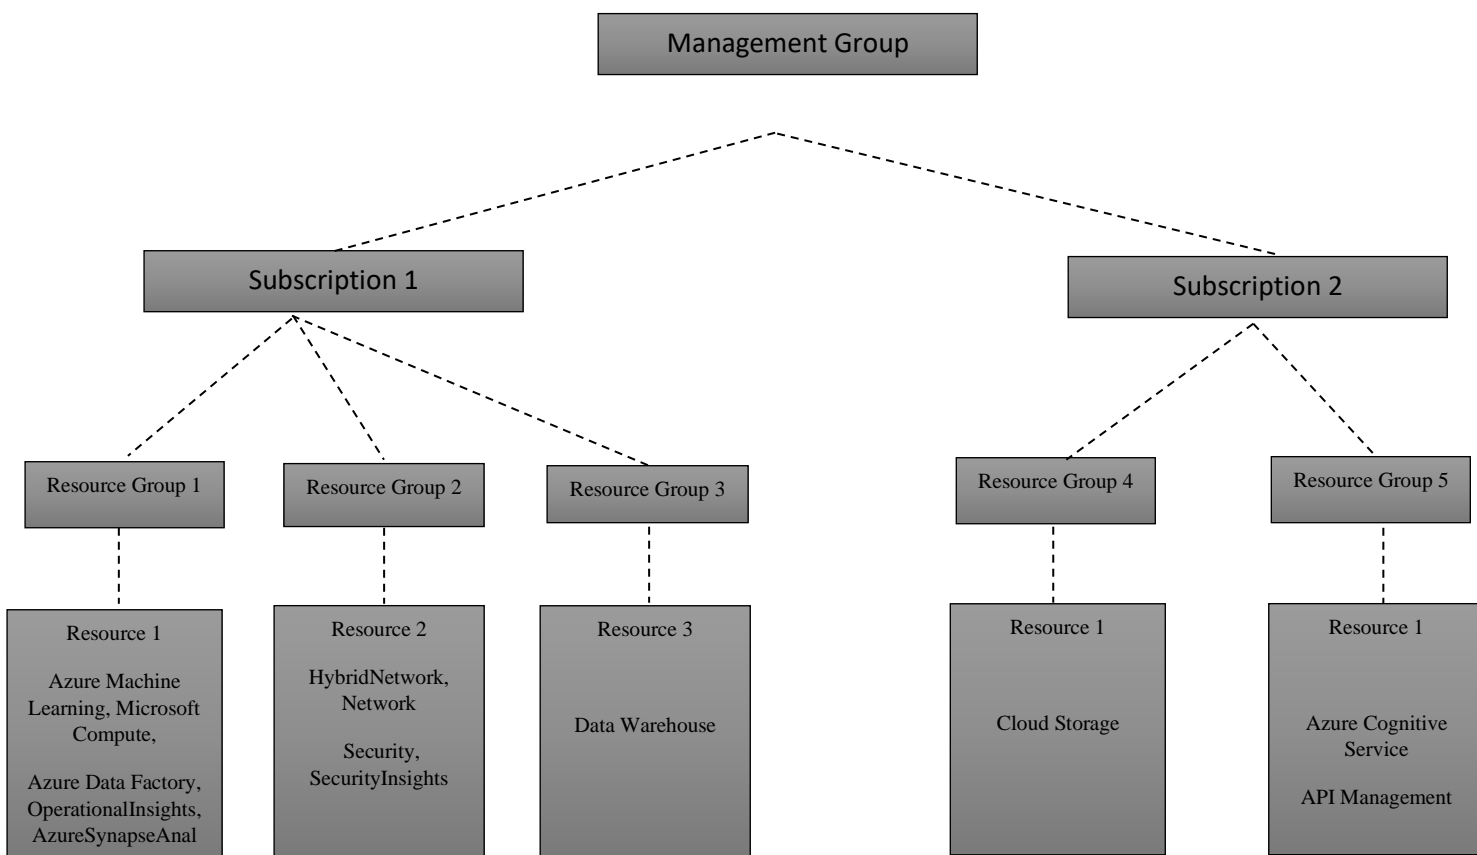 Management Group
Subscription 1
Subscription 2
Resource Group 1
Resource Group 2
Resource Group 3
Resource Group 4
Resource Group 5
Resource 1
Azure Machine
Learning, Microsoft
Compute,
Azure Data Factory,
OperationalInsights,
AzureSynapseAnal
Resource 2
HybridNetwork,
Network
Security,
SecurityInsights
Resource 3
Data Warehouse
Resource 1
Cloud Storage
Resource 1
Azure Cognitive
Service
API Management